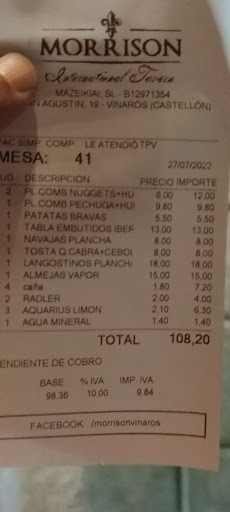 MORRISON
International Tavern
MAZEIKIAI, SL - B12971354
AN AGUSTIN, 19 - VINARÒS (CASTELLÓN)
FAC SIMP. COMP. LE ATENDIÓ TPV
MESA: 41
27/07/2022
UD DESCRIPCION PRECIO IMPORTE
2 PL.COMB.NUGGETS+HU 6,00 12.00
1 PL.COMB PECHUGA+HUI 9.80 9.80
1 PATATAS BRAVAS 5.50 5.50
1 TABLA EMBUTIDOS IBER 13,00 13.00
1 NAVAJAS PLANCHA 8.00 8.00
1 TOSTA Q.CABRA+CEBOL 8.00 8.00
1 LANGOSTINOS PLANCHA 18.00 18.00
1 ALMEJAS VAPOR 15.00 15.00
4 caña 1.80 7.20
2 RADLER 2.00 4.00
3 AQUARIUS LIMON 2,10 6.30
1 AGUA MINERAL 1.40 1.40
TOTAL 108,20
ENDIENTE DE COBRO
BASE % IVA IMP. IVA
98.36 10.00 9.84
FACEBOOK /morrisonvinaros